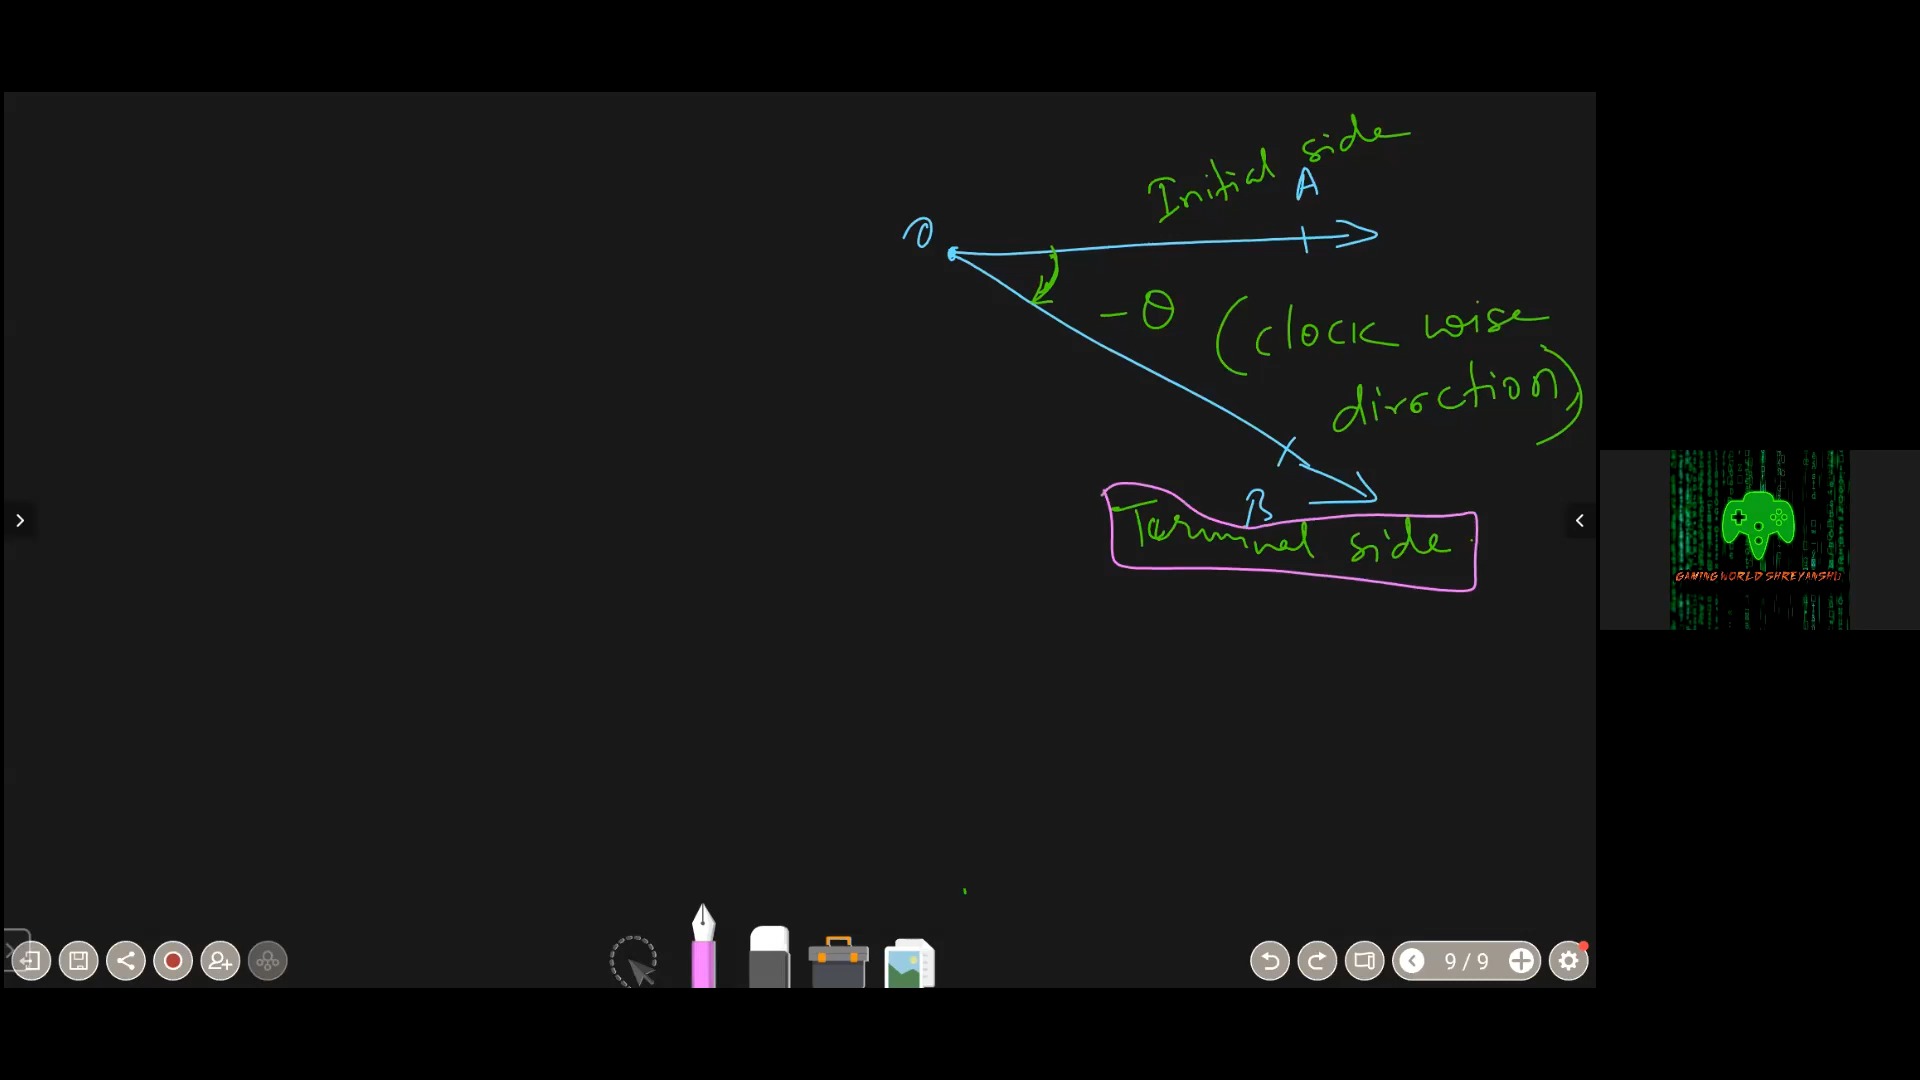 Initial side
A
O
- θ (clock wise
direction)
B
Terminal side
GAMING WORLD SHREYANSHU
9 / 9